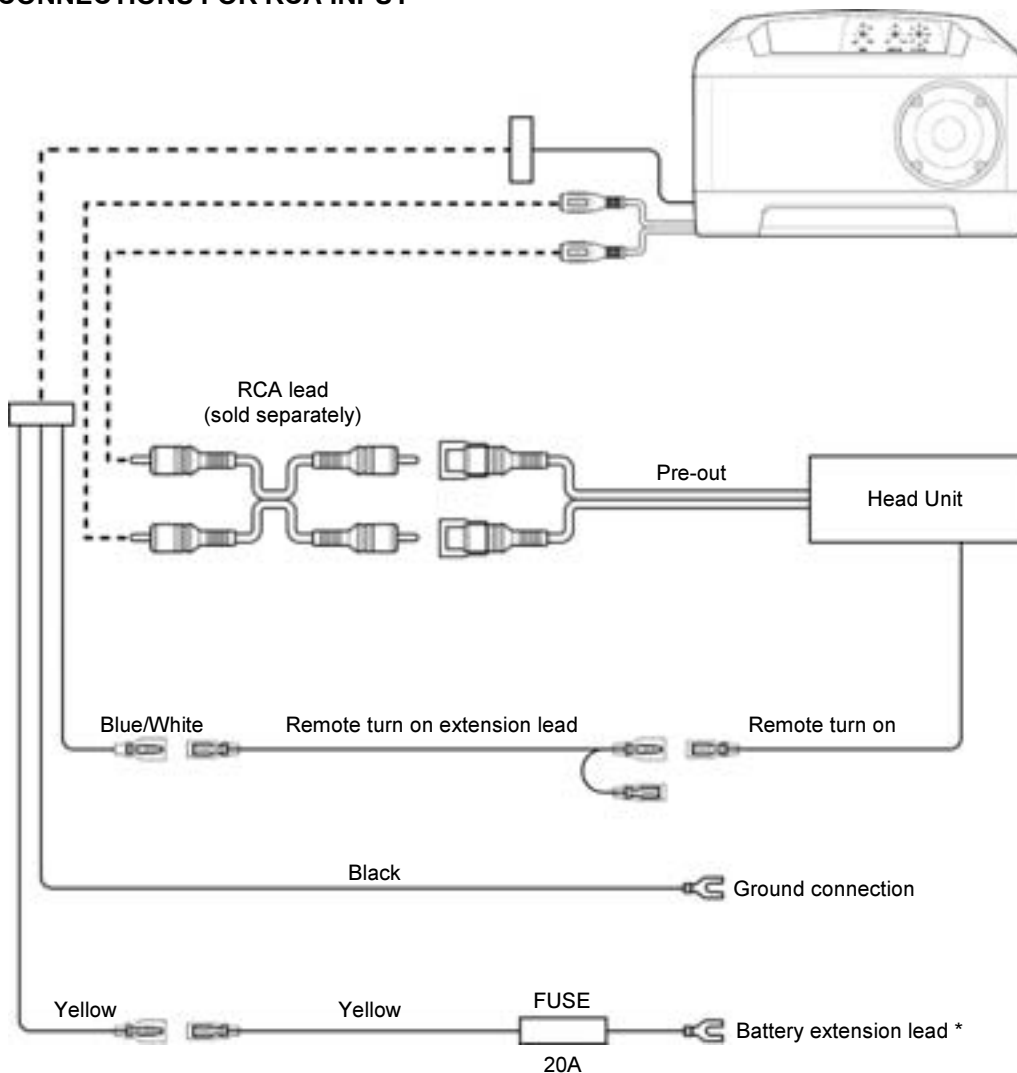 CONNECTIONS FOR RCA INPUT
RCA lead
(sold separately)
Pre-out
Head Unit
Blue/White
Remote turn on extension lead
Remote turn on
Black
Ground connection
Yellow
Yellow
FUSE
Battery extension lead *
20A